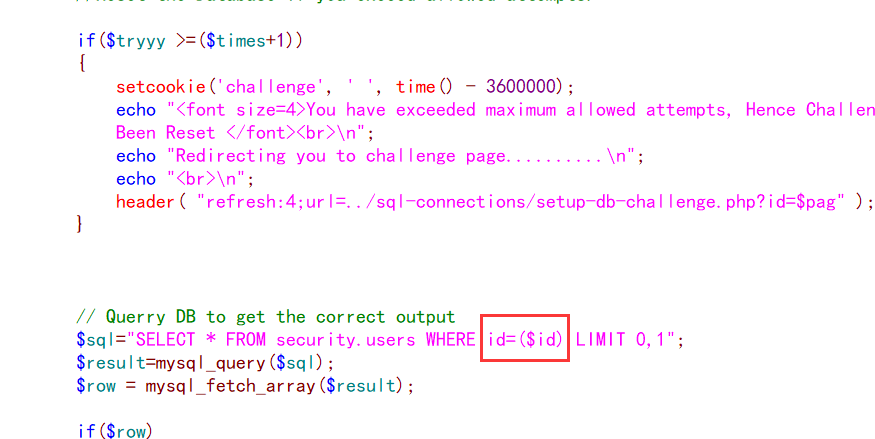 if($tryyy >=($times+1))
{
setcookie('challenge', ' ', time() - 3600000);
echo "<font size=4>You have exceeded maximum allowed attempts, Hence Challen
Been Reset </font><br>\n";
echo "Redirecting you to challenge page..........\n";
echo "<br>\n";
header( "refresh:4;url=../sql-connections/setup-db-challenge.php?id=$pag" );
}
// Querry DB to get the correct output
$sql="SELECT * FROM security.users WHERE id=($id) LIMIT 0,1";
$result=mysql_query($sql);
$row = mysql_fetch_array($result);
if($row)